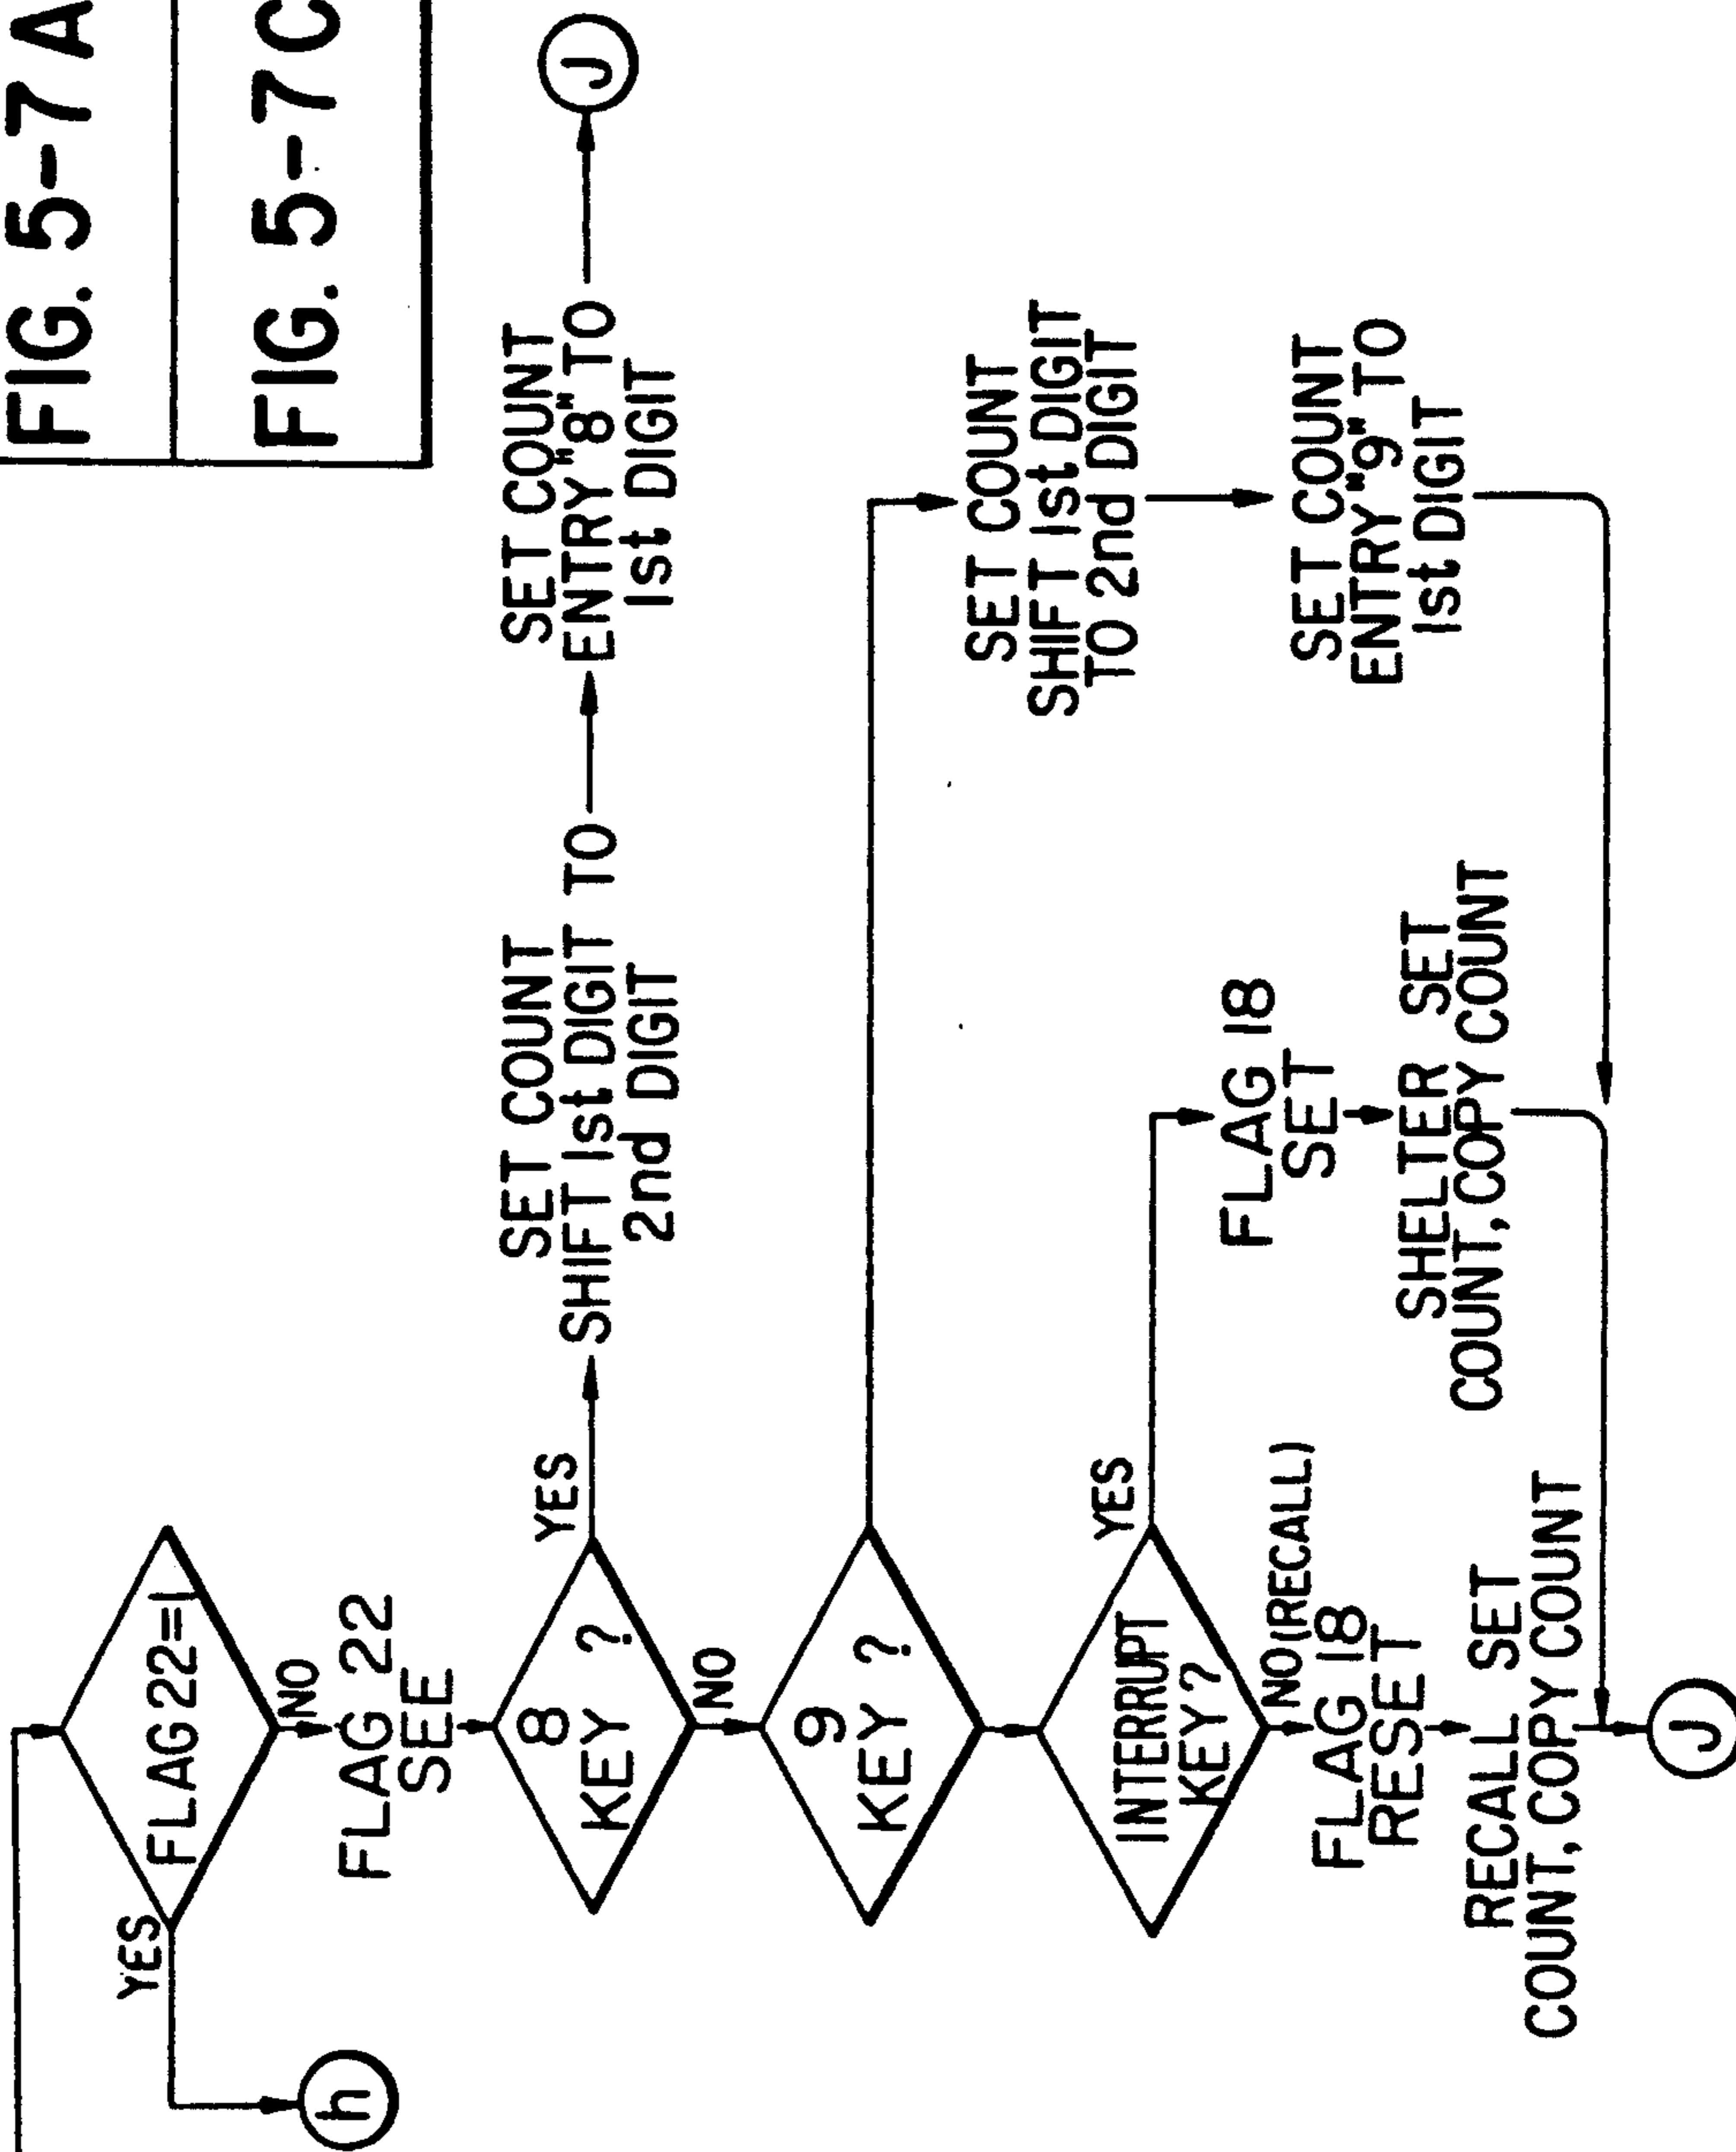 FIG. 5-7A
FIG. 5-7C
FLAG 22=1
YES
h
NO
FLAG 22
SEE
8
KEY ?
YES
SET COUNT
SHIFT 1st DIGIT TO
2nd DIGIT
SET COUNT
ENTRY "8" TO
1st DIGIT
J
NO
9
KEY ?
SET COUNT
SHIFT 1st DIGIT
TO 2nd DIGIT
SET COUNT
ENTRY "9" TO
1st DIGIT
INTERRUPT
KEY?
YES
FLAG 18
SET
SHELTER SET
COUNT, COPY COUNT
NO (RECALL)
FLAG 18
RESET
RECALL SET
COUNT, COPY COUNT
J